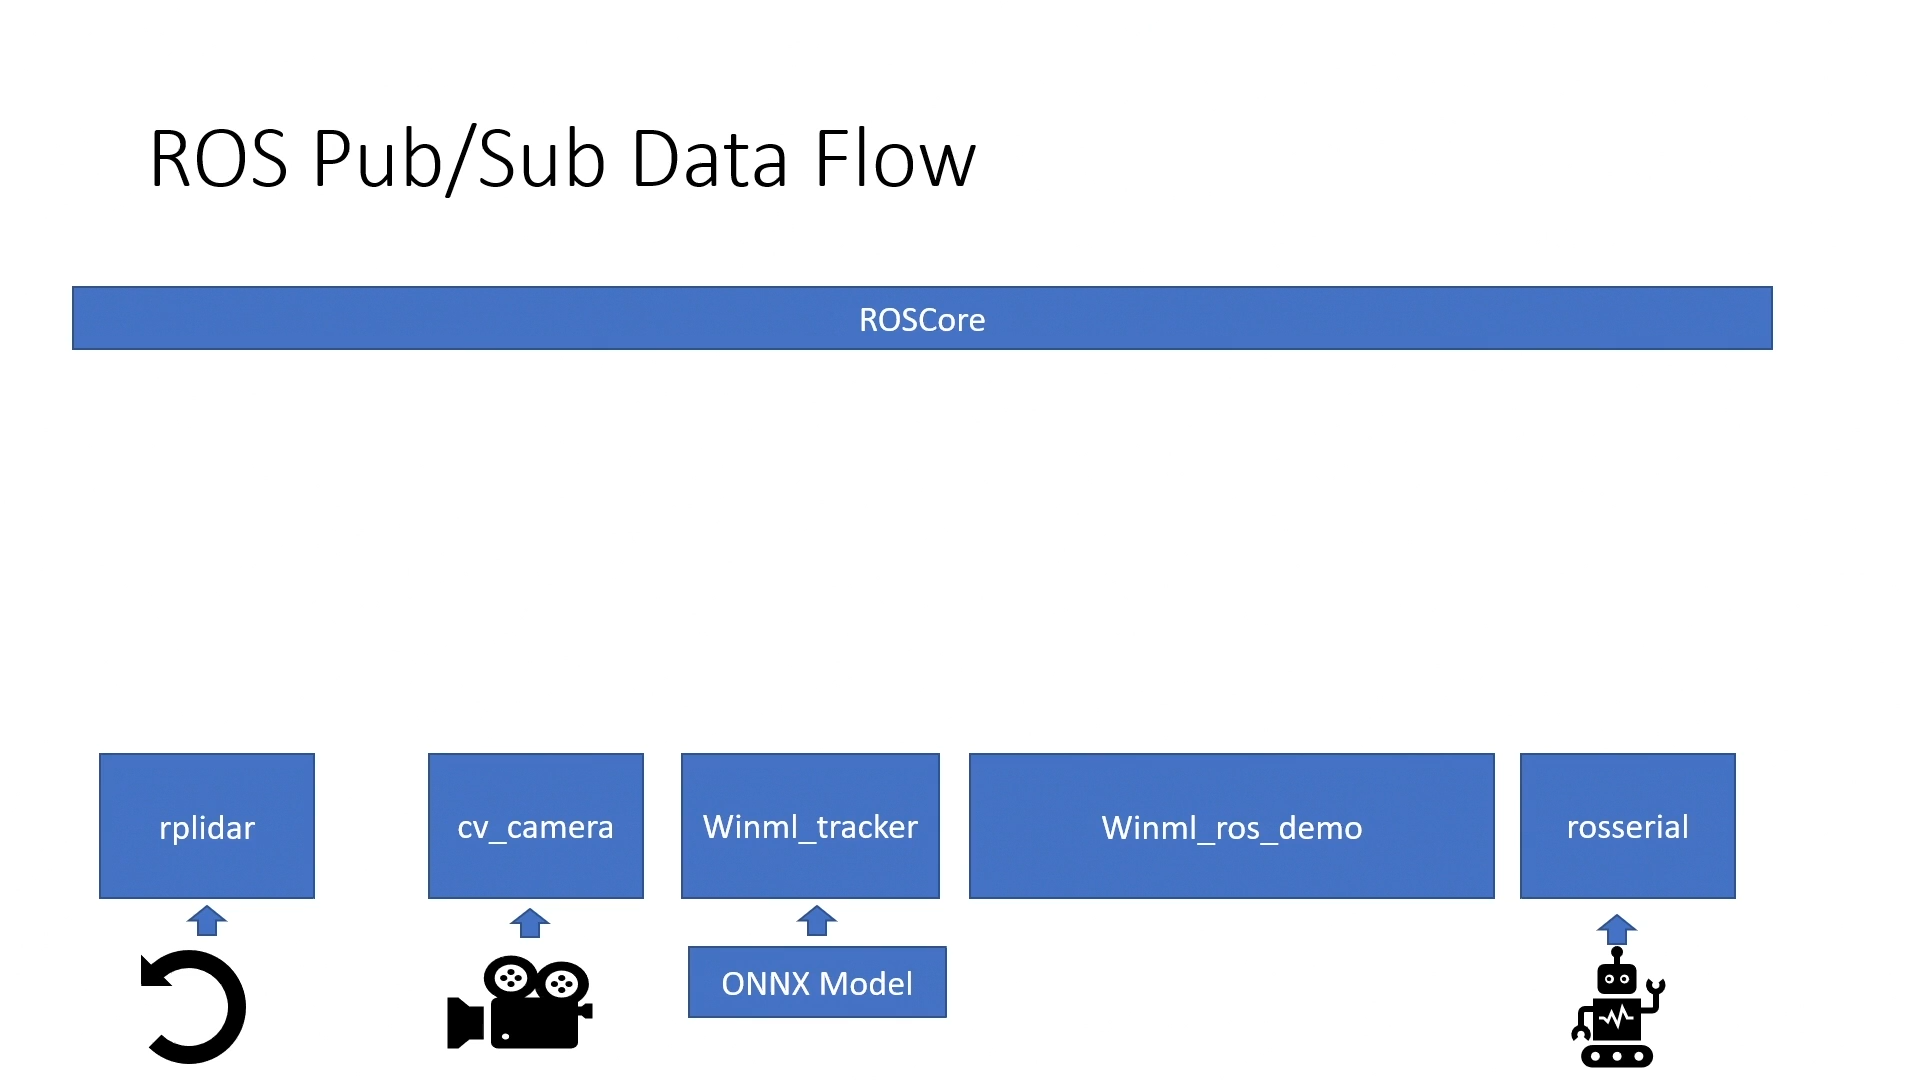 ROS Pub/Sub Data Flow
ROSCore
rplidar
cv_camera
Winml_tracker
Winml_ros_demo
rosserial
ONNX Model